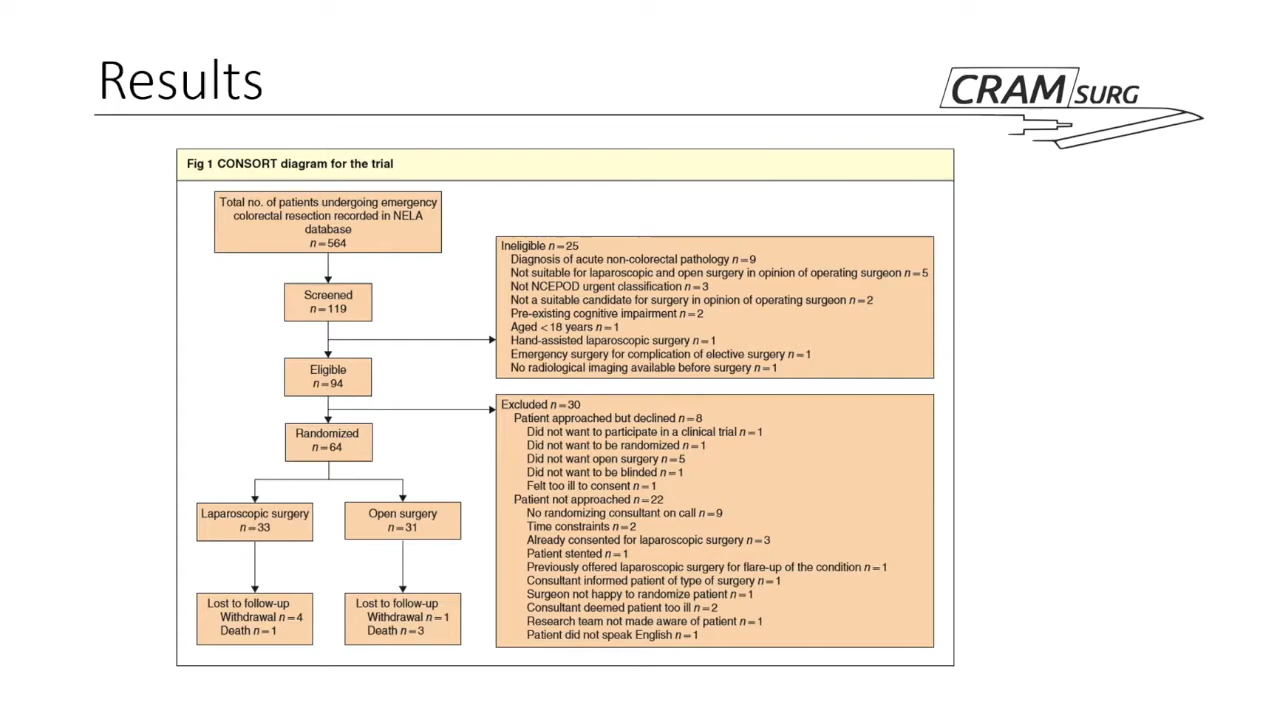 Results
CRAM SURG
Fig 1 CONSORT diagram for the trial
Total no. of patients undergoing emergency
colorectal resection recorded in NELA
database
n=564
Screened
n=119
Ineligible n=25
Diagnosis of acute non-colorectal pathology n=9
Not suitable for laparoscopic and open surgery in opinion of operating surgeon n=5
Not NCEPOD urgent classification n=3
Not a suitable candidate for surgery in opinion of operating surgeon n=2
Pre-existing cognitive impairment n=2
Aged <18 years n=1
Hand-assisted laparoscopic surgery n=1
Emergency surgery for complication of elective surgery n=1
No radiological imaging available before surgery n=1
Eligible
n=94
Excluded n=30
Patient approached but declined n=8
Did not want to participate in a clinical trial n=1
Did not want to be randomized n=1
Did not want open surgery n=5
Did not want to be blinded n=1
Felt too ill to consent n=1
Patient not approached n=22
No randomizing consultant on call n=9
Time constraints n=2
Already consented for laparoscopic surgery n=3
Patient stented n=1
Previously offered laparoscopic surgery for flare-up of the condition n=1
Consultant informed patient of type of surgery n=1
Surgeon not happy to randomize patient n=1
Consultant deemed patient too ill n=2
Research team not made aware of patient n=1
Patient did not speak English n=1
Randomized
n=64
Laparoscopic surgery
n=33
Open surgery
n=31
Lost to follow-up
Withdrawal n=4
Death n=1
Lost to follow-up
Withdrawal n=1
Death n=3